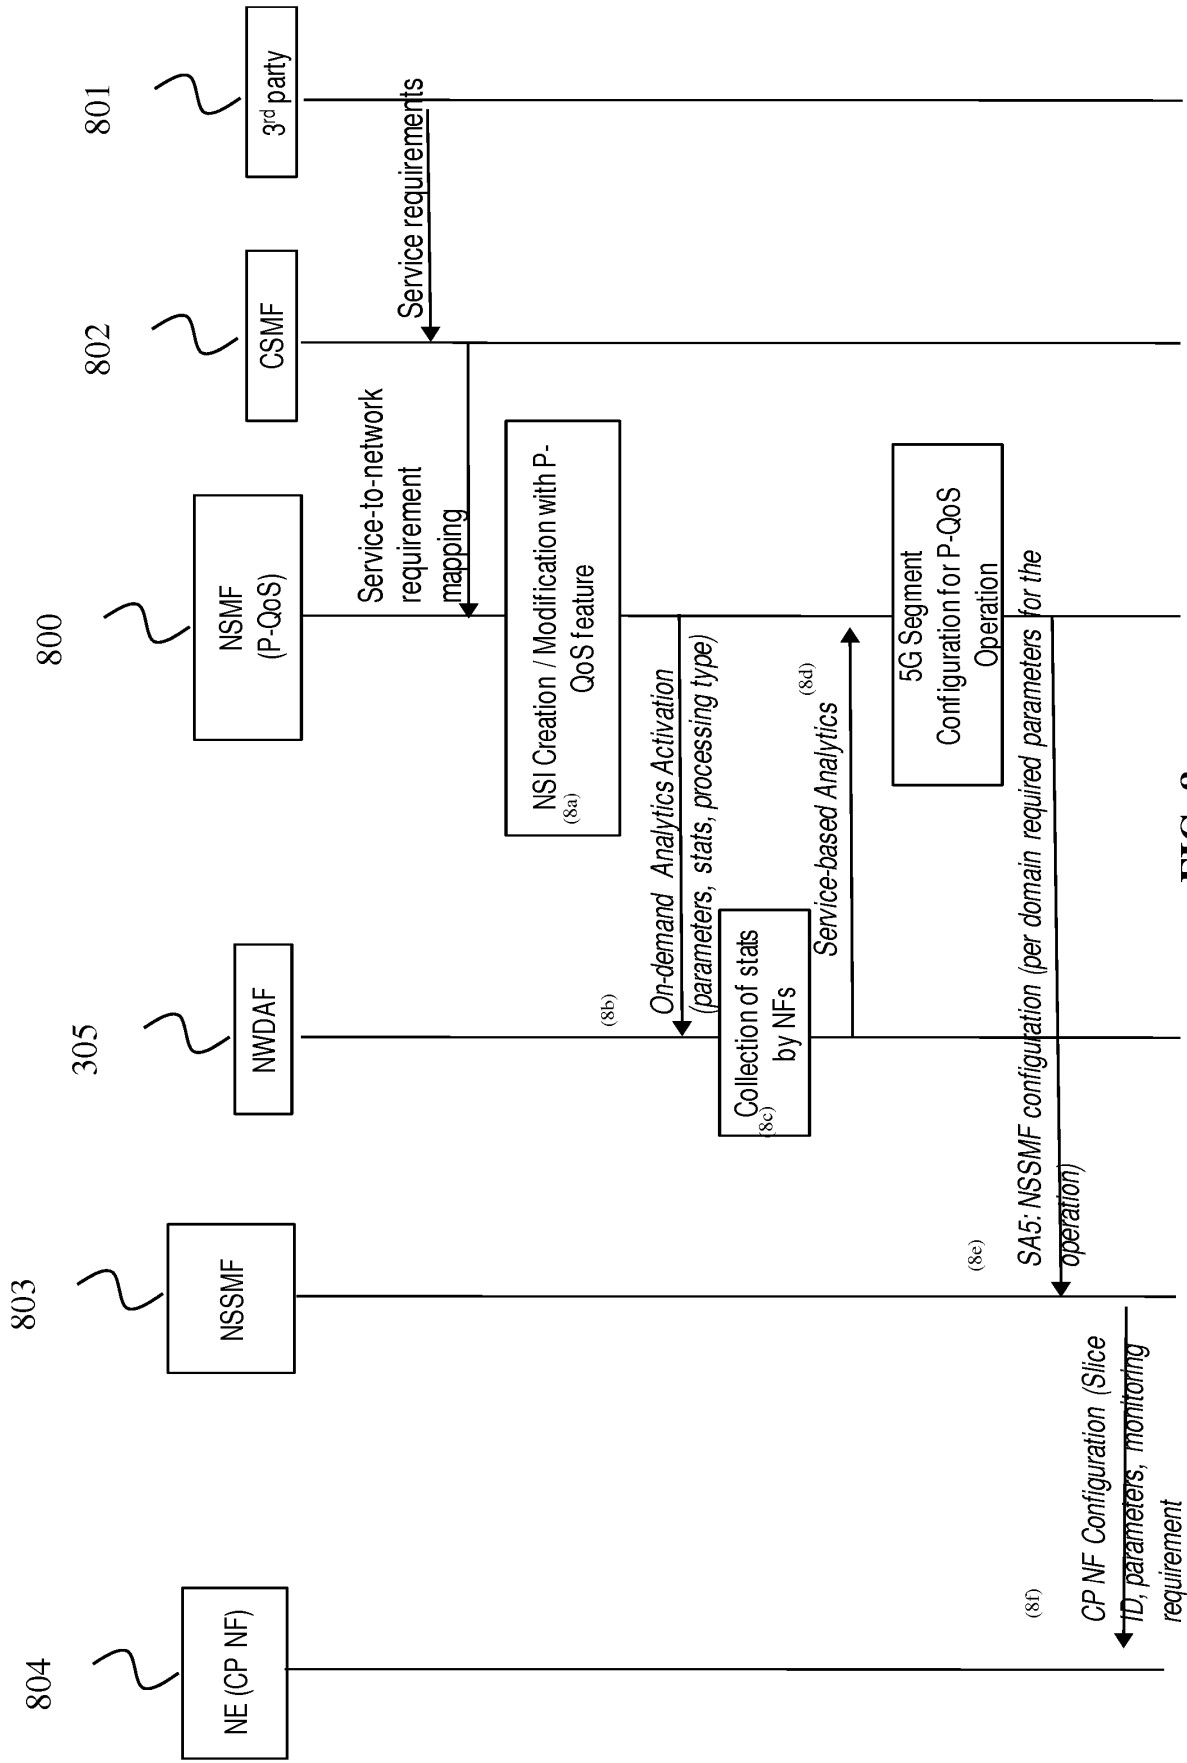 804
803
305
800
802
801
NE (CP NF)
NSSMF
NWDAF
NSMF
(P-QoS)
CSMF
3rd party
Service requirements
Service-to-network
requirement
mapping
NSI Creation / Modification with P-
QoS feature
(8a)
(8b)
On-demand Analytics Activation
(parameters, stats, processing type)
Collection of stats
by NFs
(8c)
Service-based Analytics
(8d)
5G Segment
Configuration for P-QoS
Operation
(8e)
SA5: NSSMF configuration (per domain required parameters for the
operation)
(8f)
CP NF Configuration (Slice
ID, parameters, monitoring
requirement